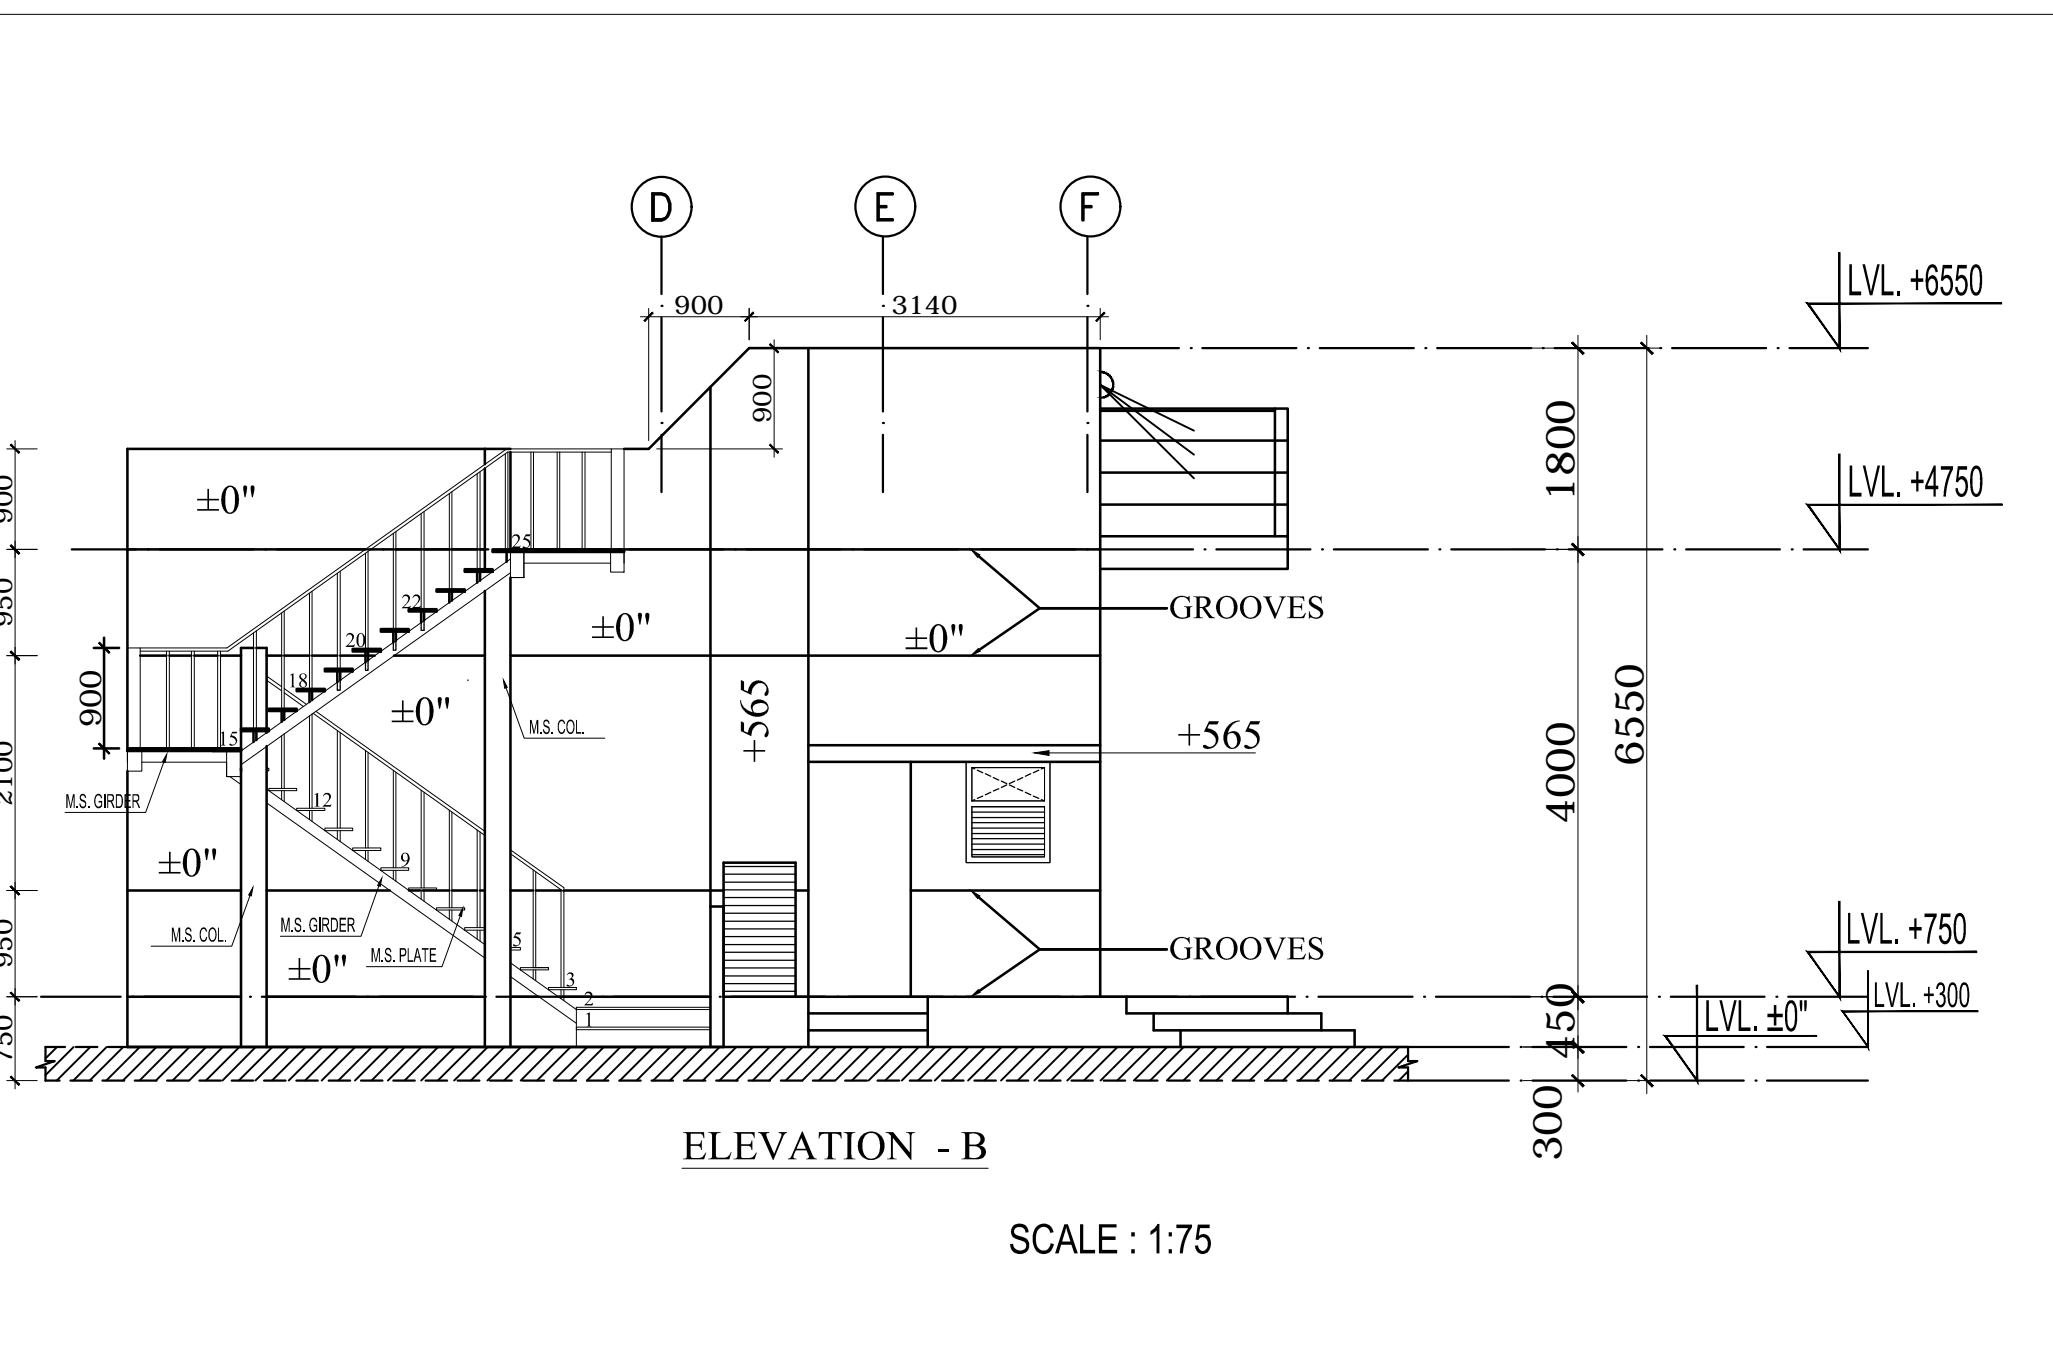 D
E
F
900
3140
LVL. +6550
900
1800
LVL. +4750
±0"
900
25
950
22
GROOVES
±0"
±0"
20
900
18
±0"
+565
6550
M.S. COL.
15
+565
4000
2100
M.S. GIRDER
12
±0"
9
M.S. GIRDER
M.S. COL.
M.S. PLATE
5
GROOVES
LVL. +750
950
±0"
3
2
1
LVL. +300
450
LVL. ±0"
750
300
ELEVATION - B
SCALE : 1:75